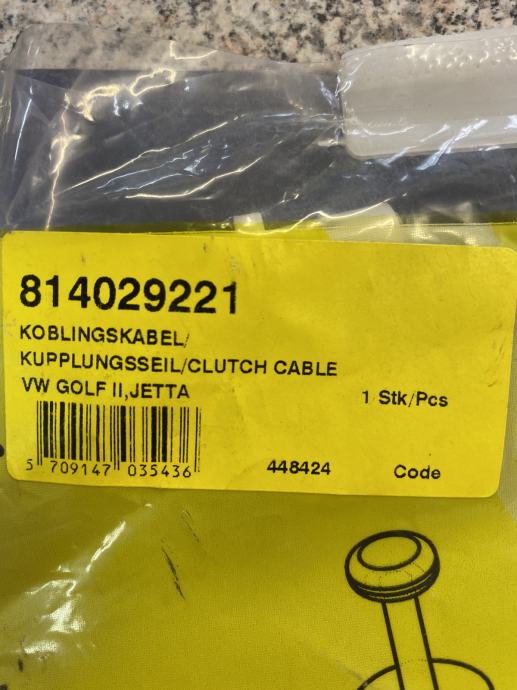 814029221
KOBLINGSKABEL/
KUPPLUNGSSEIL/CLUTCH CABLE
VW GOLF II,JETTA
1 Stk/Pcs
5 709147 035436
448424 Code